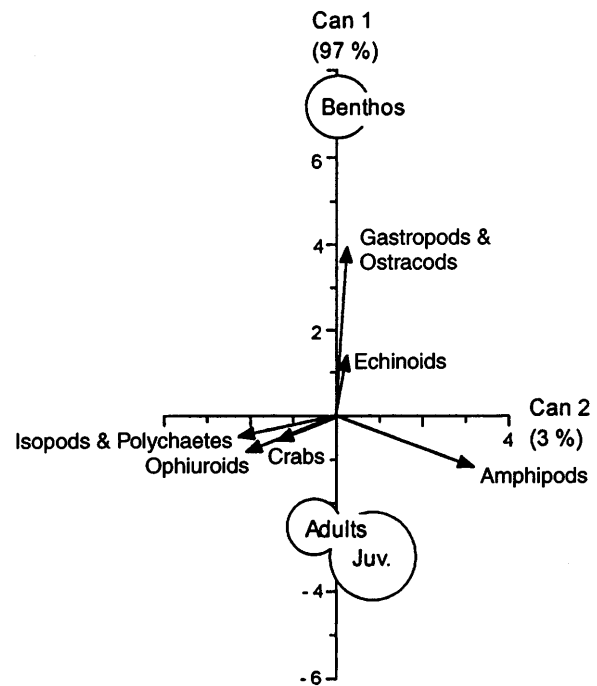 Can 1
(97 %)
Benthos
6
4
Gastropods &
Ostracods
2
Echinoids
Can 2
4
(3 %)
Isopods & Polychaetes
Ophiuroids
Crabs
Amphipods
Adults
Juv.
- 4
- 6